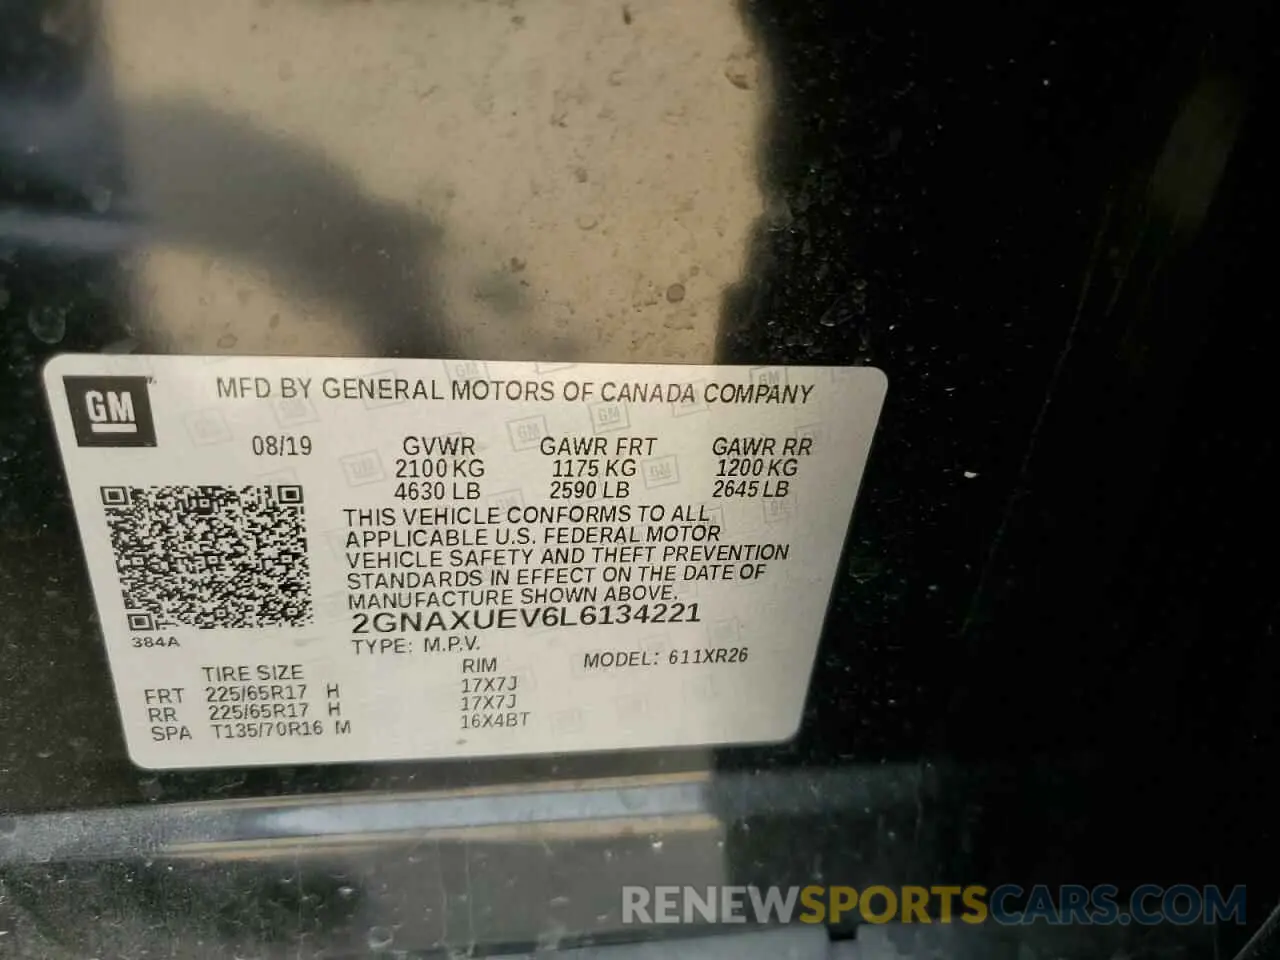 GM
MFD BY GENERAL MOTORS OF CANADA COMPANY
08/19 GVWR GAWR FRT GAWR RR
2100 KG 1175 KG 1200 KG
4630 LB 2590 LB 2645 LB
THIS VEHICLE CONFORMS TO ALL
APPLICABLE U.S. FEDERAL MOTOR
VEHICLE SAFETY AND THEFT PREVENTION
STANDARDS IN EFFECT ON THE DATE OF
MANUFACTURE SHOWN ABOVE.
2GNAXUEV6L6134221
384A
TYPE: M.P.V.
MODEL: 611XR26
TIRE SIZE RIM
FRT 225/65R17 H 17X7J
RR 225/65R17 H 17X7J
SPA T135/70R16 M 16X4BT
RENEWSPORTSCARS.COM